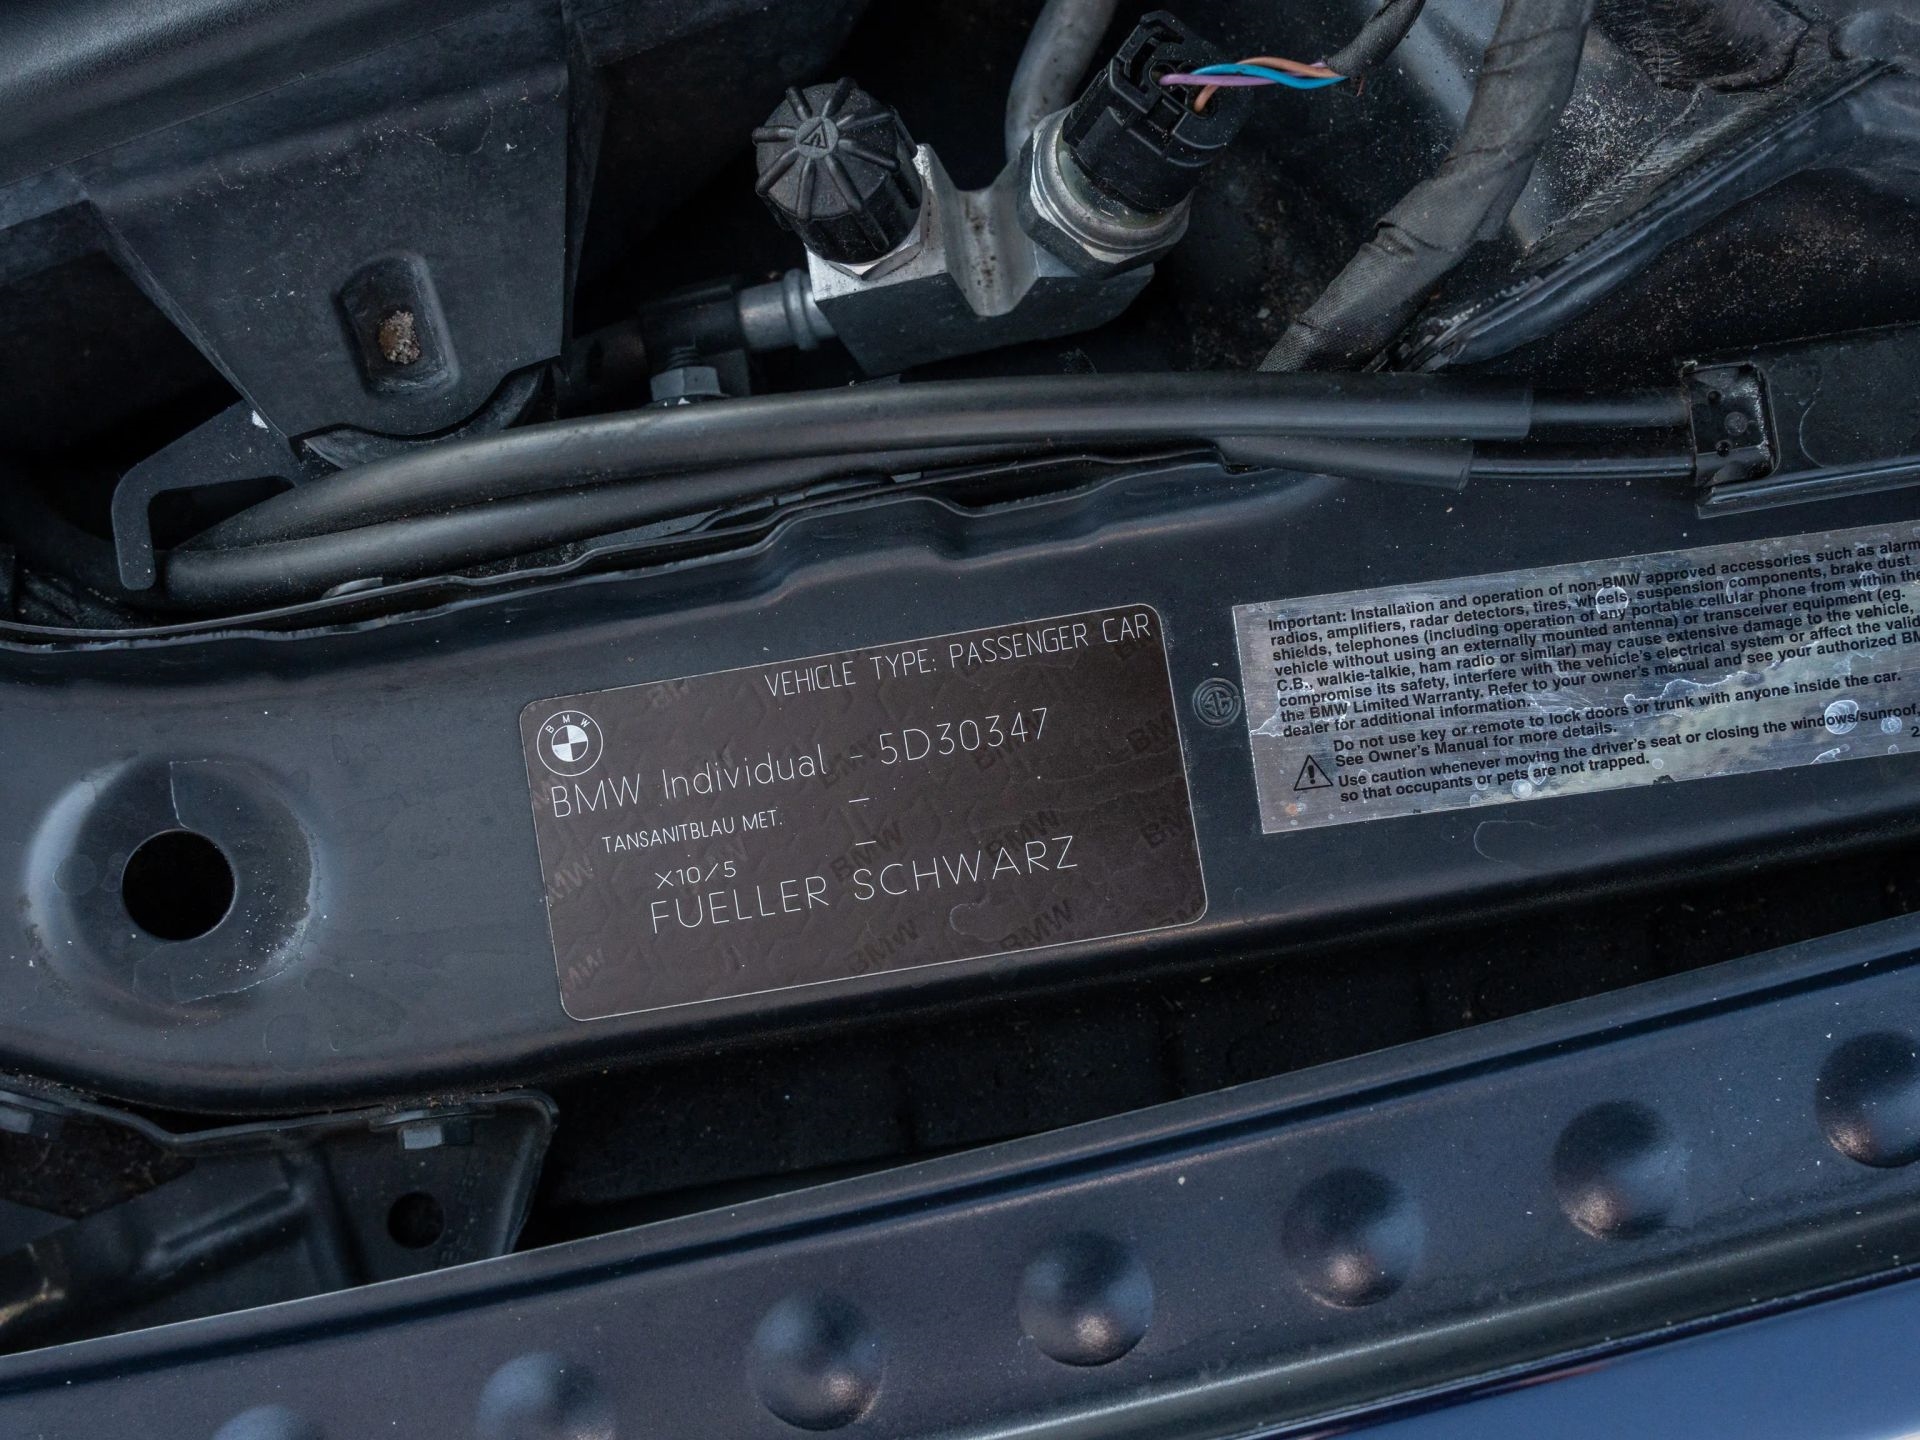 VEHICLE TYPE: PASSENGER CAR
BMW
BMW Individual - 5D30347
TANSANITBLAU MET. -
X10/5 -
FUELLER SCHWARZ
Important: Installation and operation of non-BMW approved accessories such as alarm
radios, amplifiers, radar detectors, tires, wheels, suspension components, brake dust
shields, telephones (including operation of any portable cellular phone from within the
vehicle without using an externally mounted antenna) or transceiver equipment (eg.
C.B., walkie-talkie, ham radio or similar) may cause extensive damage to the vehicle,
compromise its safety, interfere with the vehicle's electrical system or affect the valid
the BMW Limited Warranty. Refer to your owner's manual and see your authorized BM
dealer for additional information.
Do not use key or remote to lock doors or trunk with anyone inside the car.
See Owner's Manual for more details.
Use caution whenever moving the driver's seat or closing the windows/sunroof,
so that occupants or pets are not trapped.